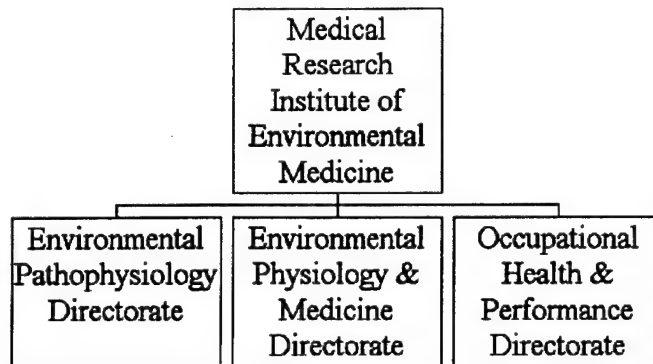 Medical
Research
Institute of
Environmental
Medicine
Environmental
Pathophysiology
Directorate
Environmental
Physiology &
Medicine
Directorate
Occupational
Health &
Performance
Directorate